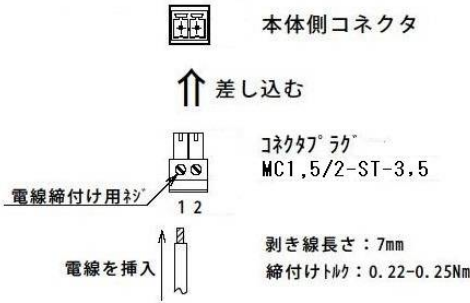 本体側コネクタ
差し込む
コネクタプラグ
MC1,5/2-ST-3,5
電線締付け用ネジ
1 2
電線を挿入
剥き線長さ：7mm
締付けトルク：0.22-0.25Nm